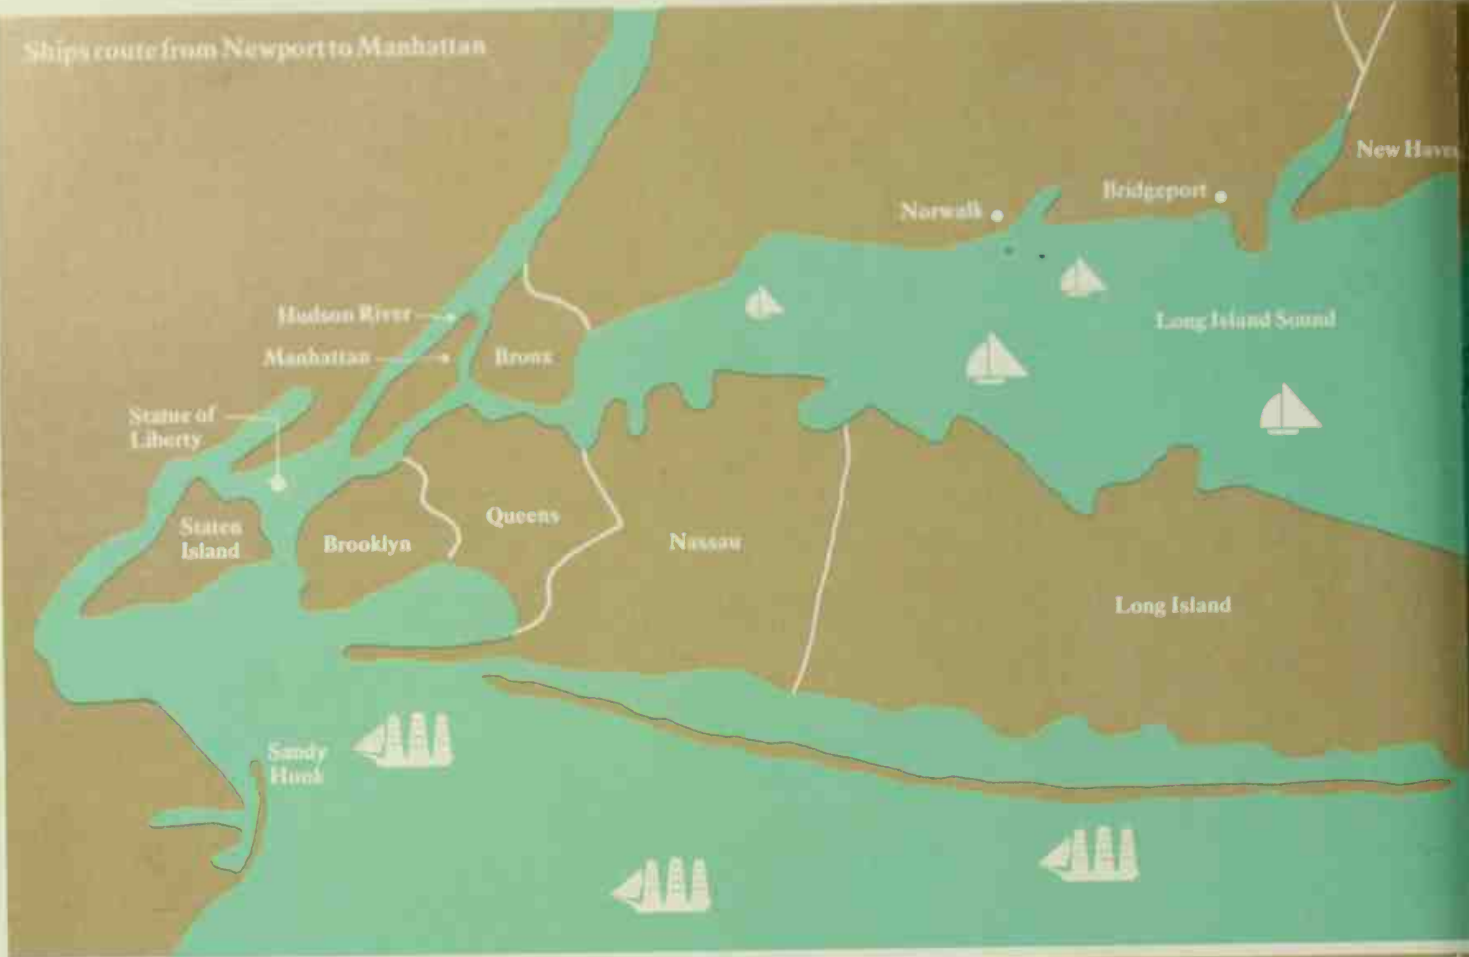 Ships route from Newport to Manhattan
New Haven
Bridgeport
Norwalk
Hudson River
Long Island Sound
Manhattan
Bronx
Statue of
Liberty
Staten
Island
Brooklyn
Queens
Nassau
Long Island
Sandy
Hook